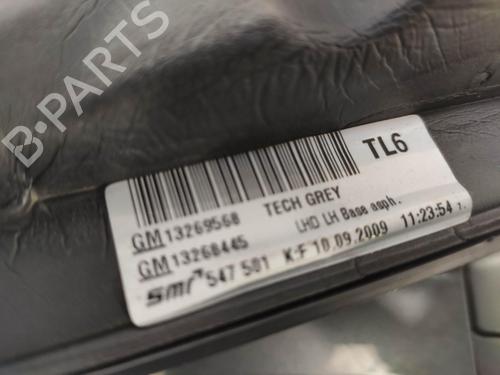 B-PARTS
TL6
TECH GREY
GM 13269568
LHD LH Base asph.
GM 13268445
smr 547 501 K-F 10.09.2009 11:23:54